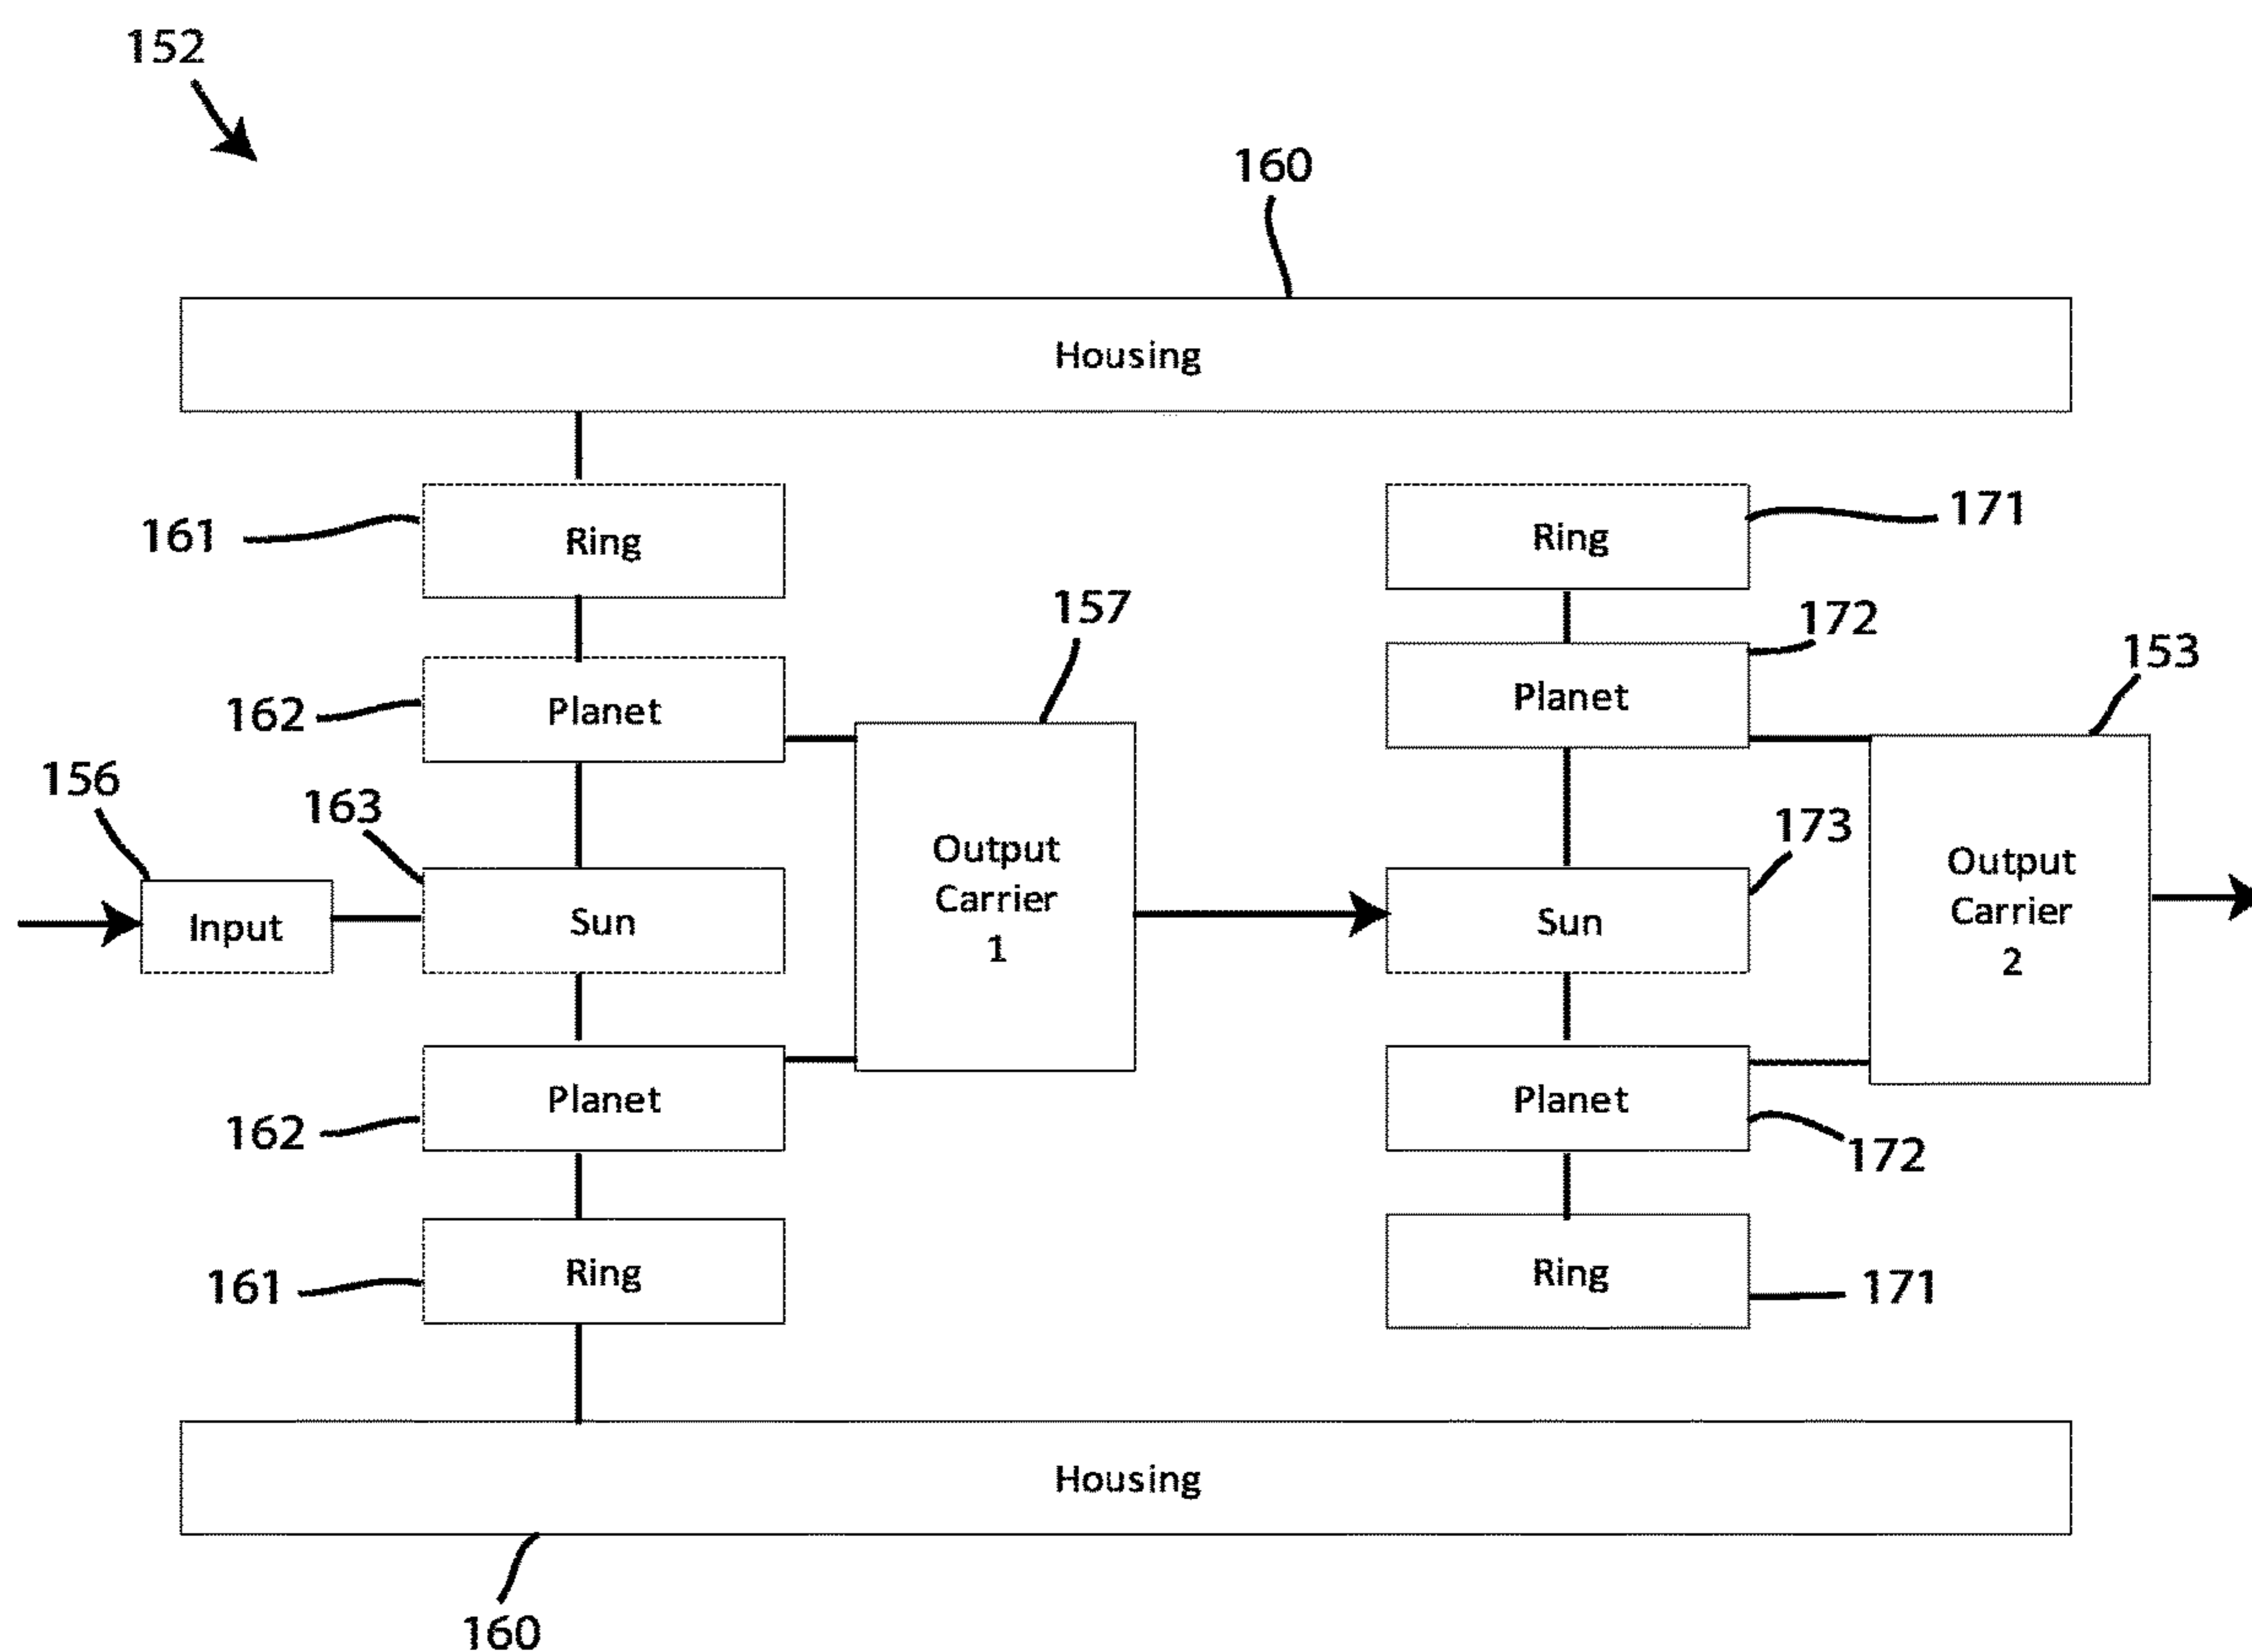 152
160
Housing
161
Ring
Ring
171
157
172
162
Planet
Planet
153
156
163
173
Input
Sun
Output
Carrier
1
Sun
Output
Carrier
2
162
Planet
Planet
172
161
Ring
Ring
171
Housing
160